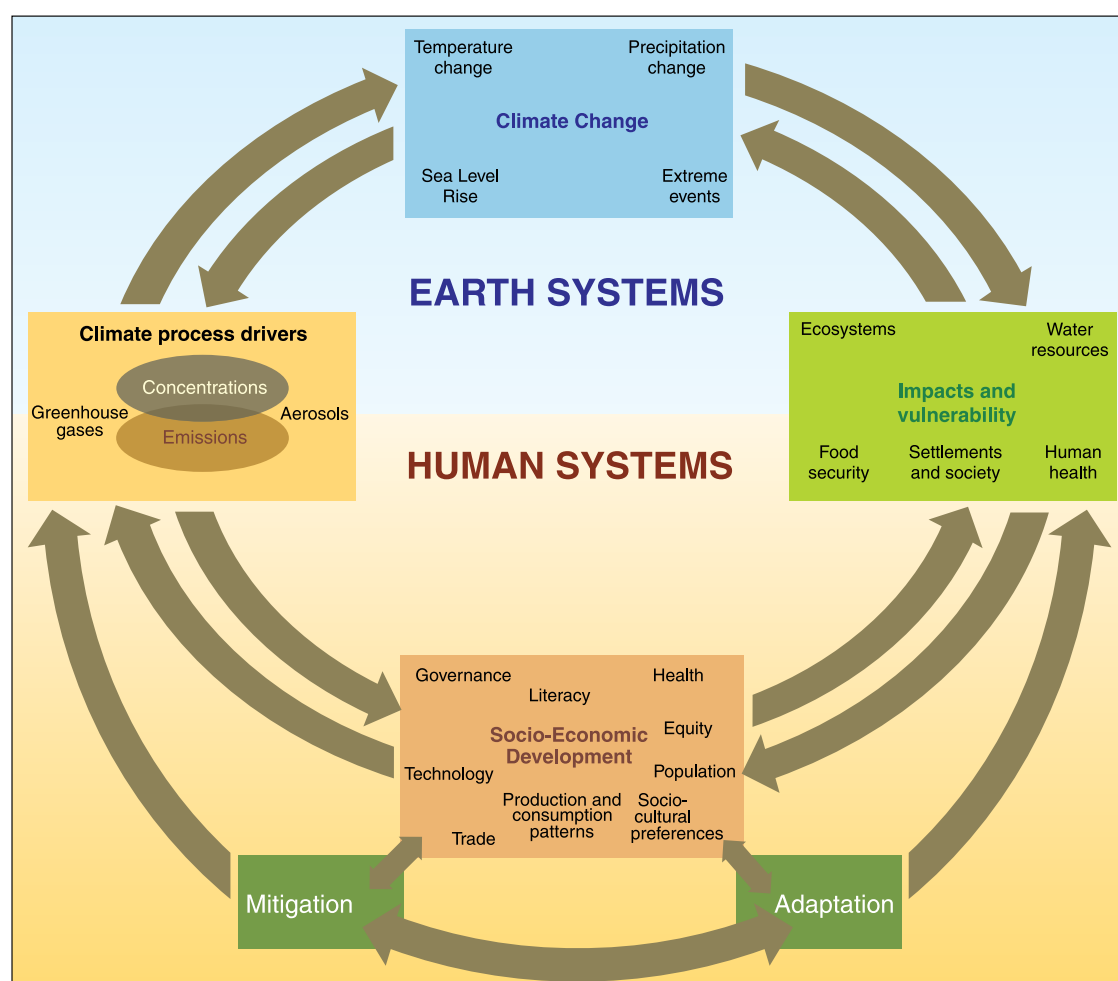 Temperature
change
Precipitation
change
Climate Change
Sea Level
Rise
Extreme
events
EARTH SYSTEMS
Climate process drivers
Concentrations
Greenhouse
gases
Aerosols
Emissions
Ecosystems
Water
resources
Impacts and
vulnerability
Food
security
Settlements
and society
Human
health
HUMAN SYSTEMS
Governance
Literacy
Health
Socio-Economic
Development
Equity
Technology
Population
Production and
consumption
patterns
Socio-
cultural
preferences
Trade
Mitigation
Adaptation